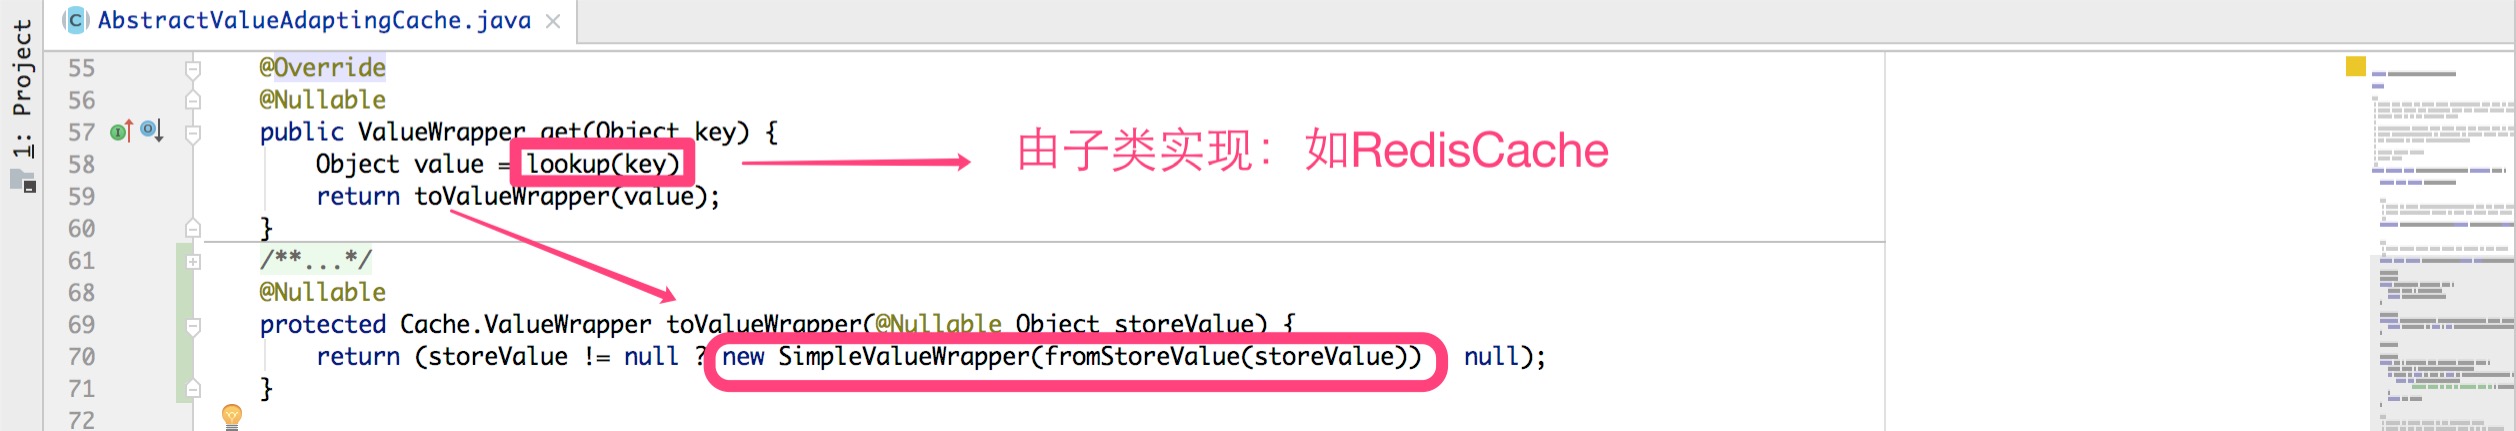 AbstractValueAdaptingCache.java
1: Project
55 @Override
56 @Nullable
57 public ValueWrapper get(Object key) {
58 Object value = lookup(key)
由子类实现：如RedisCache
59 return toValueWrapper(value);
60 }
61 /**...*/
68 @Nullable
69 protected Cache.ValueWrapper toValueWrapper(@Nullable Object storeValue) {
70 return (storeValue != null ? new SimpleValueWrapper(fromStoreValue(storeValue)) null);
71 }
72